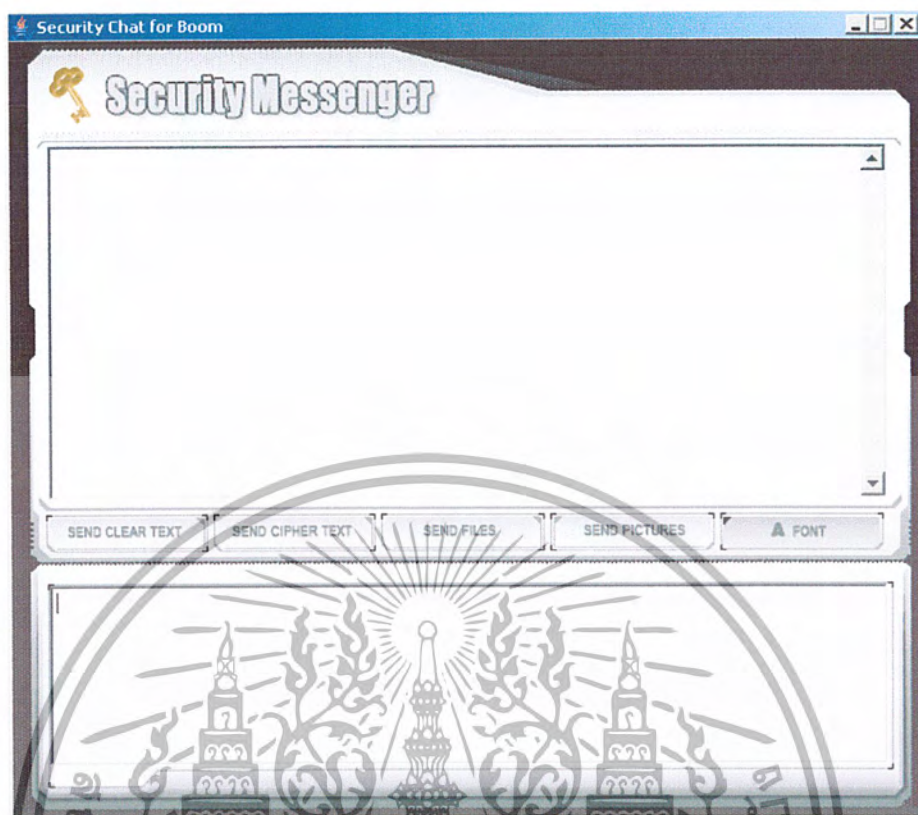 Security Chat for Boom
Security Messenger
SEND CLEAR TEXT SEND CIPHER TEXT SEND FILES SEND PICTURES A FONT